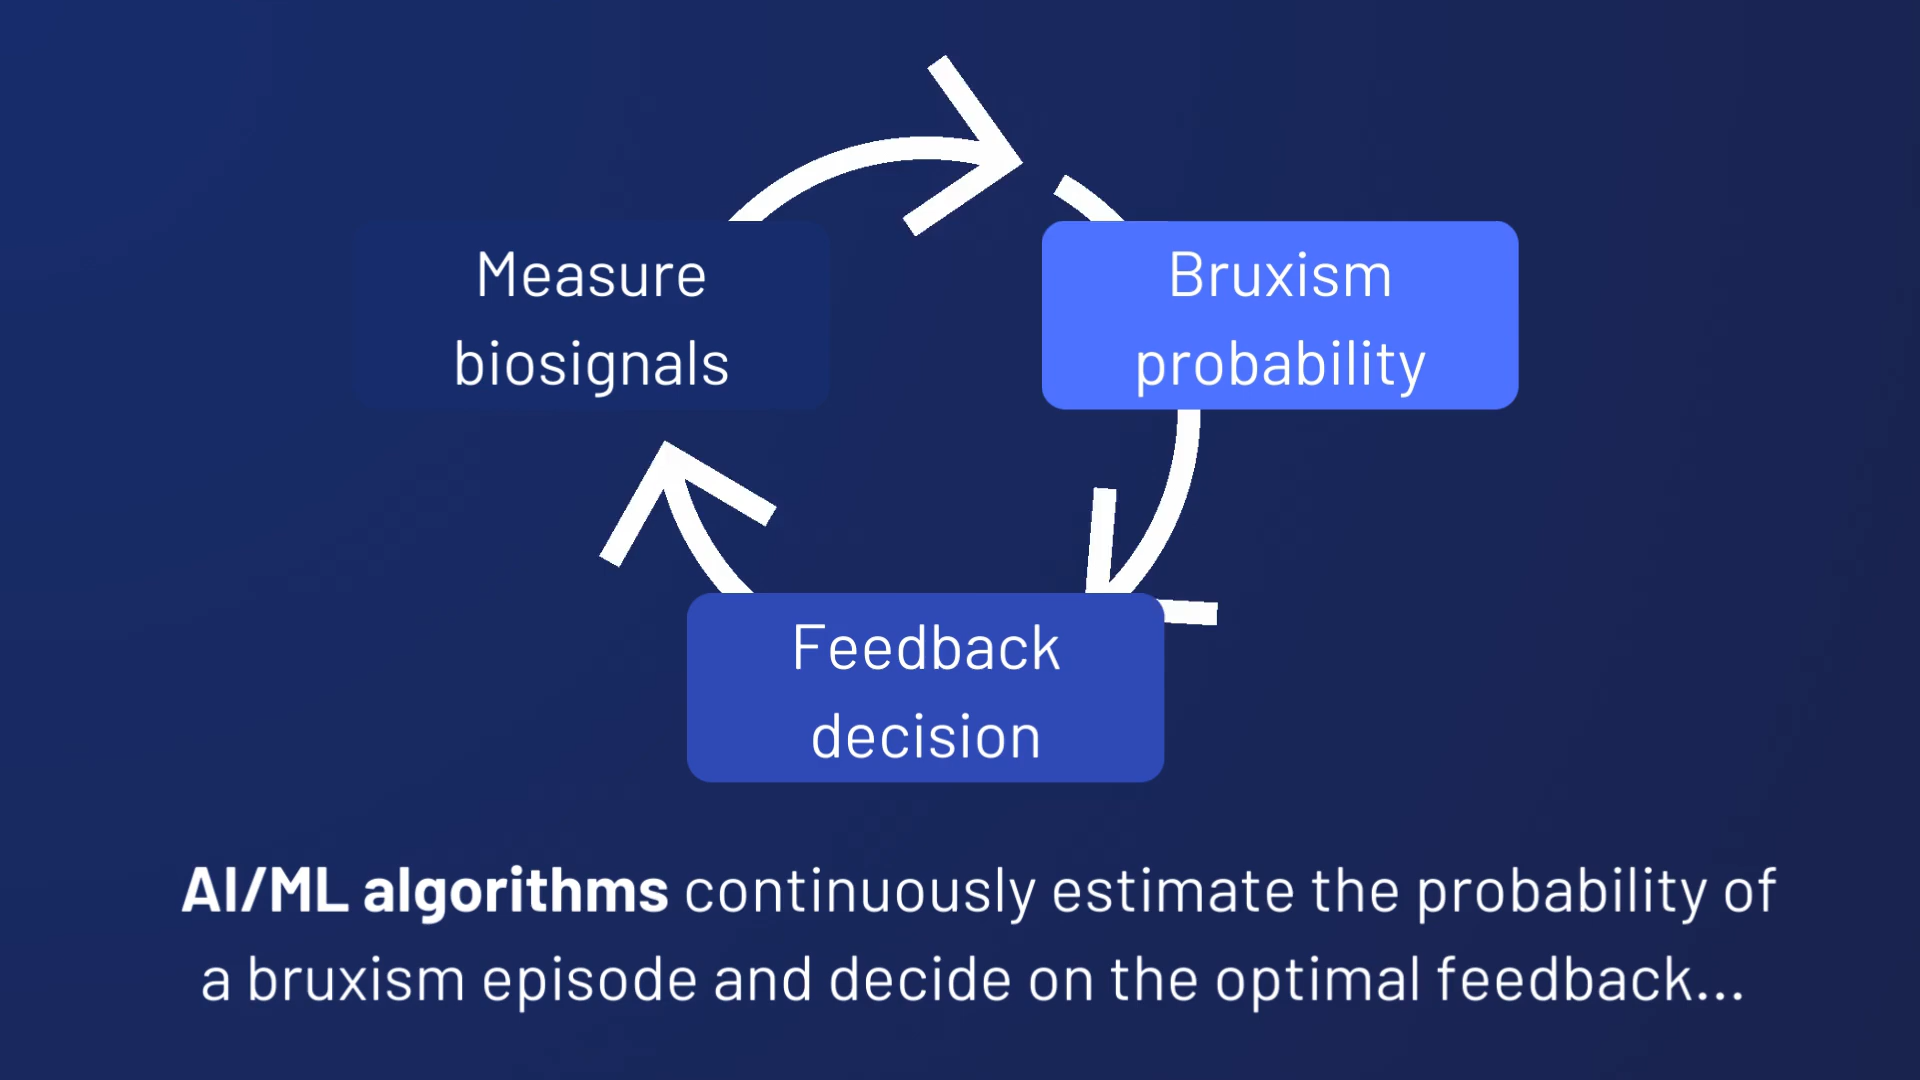 Measure
biosignals
Bruxism
probability
Feedback
decision
AI/ML algorithms continuously estimate the probability of
a bruxism episode and decide on the optimal feedback...